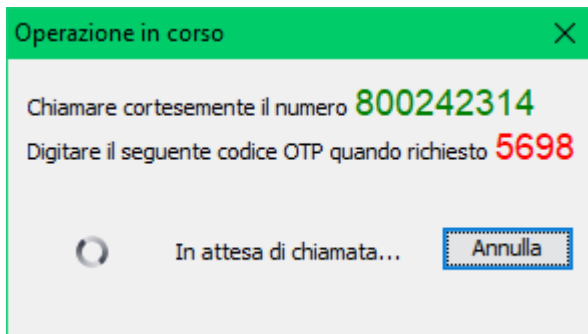 Operazione in corso
Chiamare cortesemente il numero 800242314
Digitare il seguente codice OTP quando richiesto 5698
In attesa di chiamata... Annulla